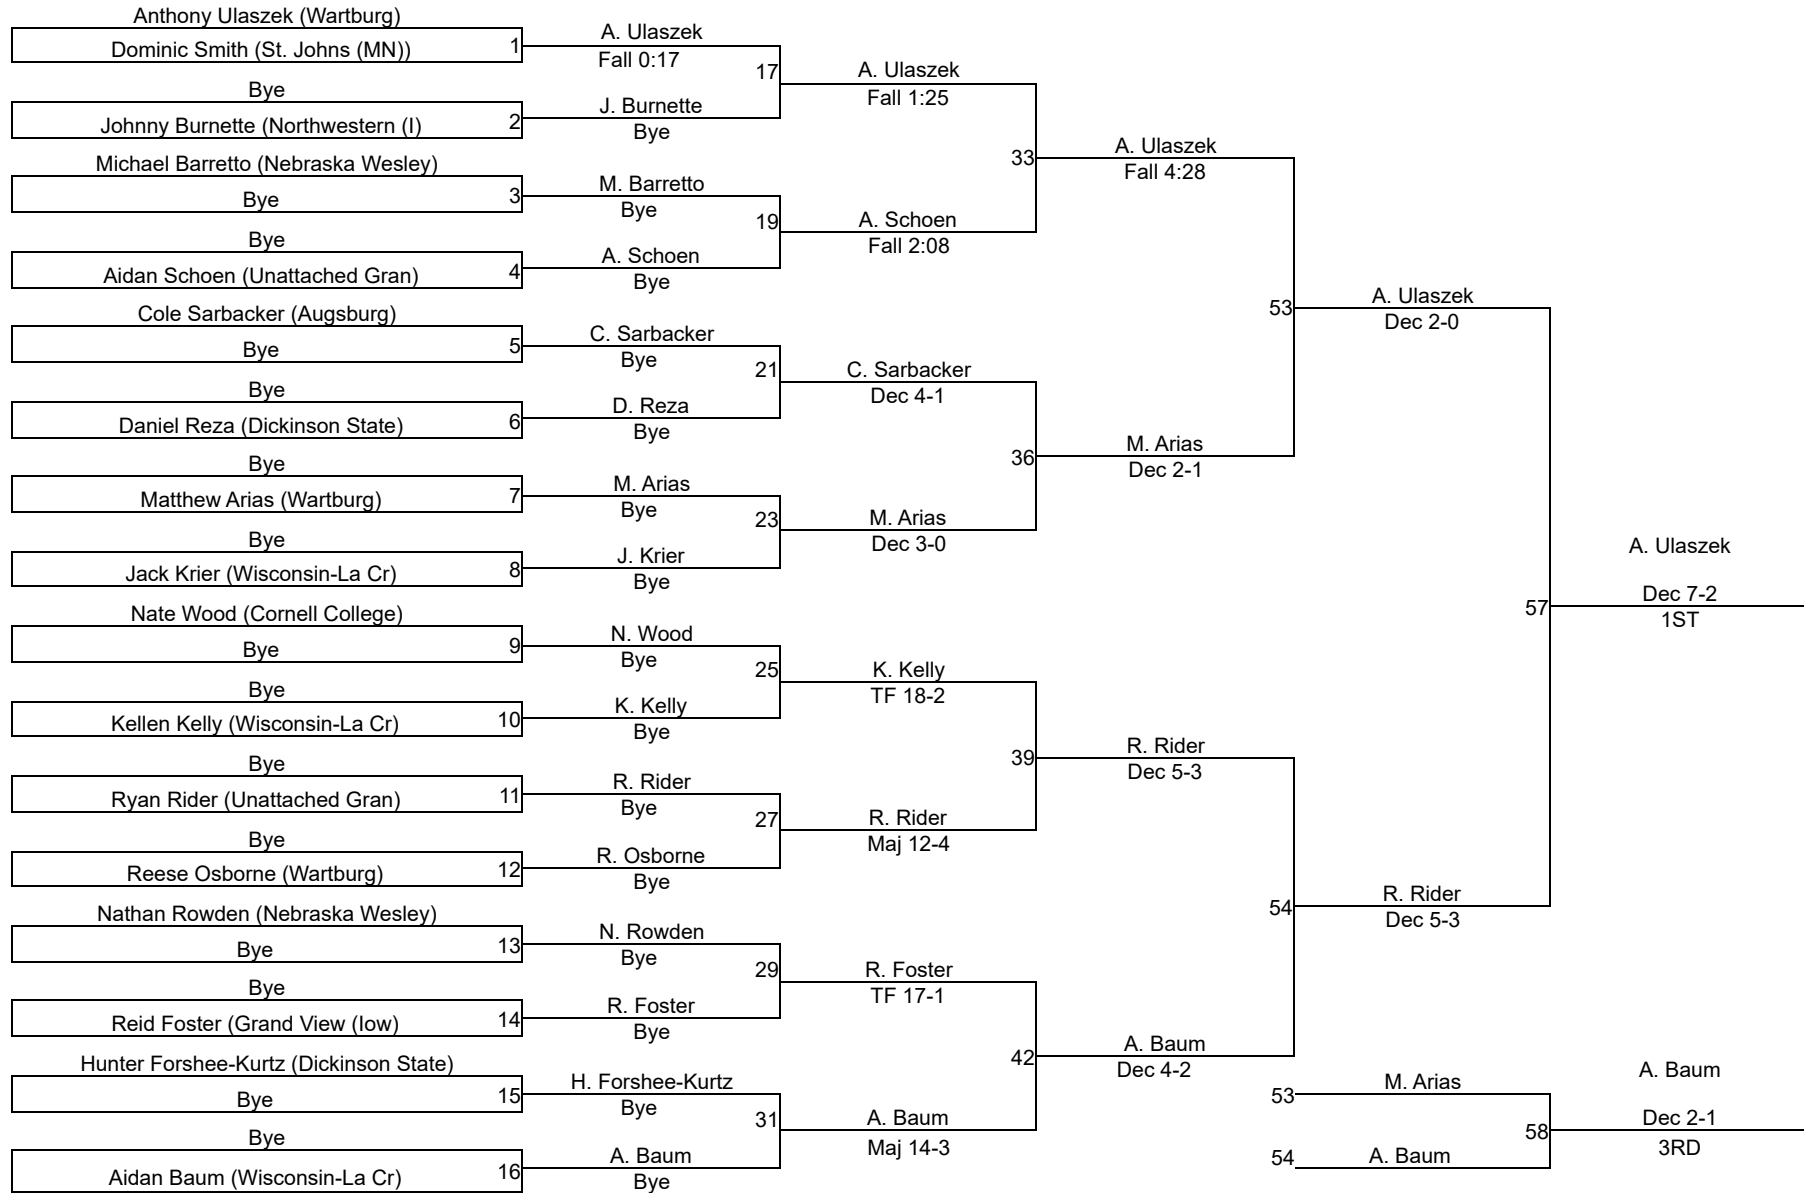 Anthony Ulaszek (Wartburg)
Dominic Smith (St. Johns (MN))
1
Bye
Johnny Burnette (Northwestern (I)
2
Michael Barretto (Nebraska Wesley)
Bye
3
Bye
Aidan Schoen (Unattached Gran)
4
Cole Sarbacker (Augsburg)
Bye
5
Bye
Daniel Reza (Dickinson State)
6
Bye
Matthew Arias (Wartburg)
7
Bye
Jack Krier (Wisconsin-La Cr)
8
Nate Wood (Cornell College)
Bye
9
Bye
Kellen Kelly (Wisconsin-La Cr)
10
Bye
Ryan Rider (Unattached Gran)
11
Bye
Reese Osborne (Wartburg)
12
Nathan Rowden (Nebraska Wesley)
Bye
13
Bye
Reid Foster (Grand View (Iow)
14
Hunter Forshee-Kurtz (Dickinson State)
Bye
15
Bye
Aidan Baum (Wisconsin-La Cr)
16
A. Ulaszek
Fall 0:17
17
J. Burnette
Bye
M. Barretto
Bye
19
A. Schoen
Bye
C. Sarbacker
Bye
21
D. Reza
Bye
M. Arias
Bye
23
J. Krier
Bye
N. Wood
Bye
25
K. Kelly
Bye
R. Rider
Bye
27
R. Osborne
Bye
N. Rowden
Bye
29
R. Foster
Bye
H. Forshee-Kurtz
Bye
31
A. Baum
Bye
A. Ulaszek
Fall 1:25
33
A. Schoen
Fall 2:08
C. Sarbacker
Dec 4-1
36
M. Arias
Dec 3-0
K. Kelly
TF 18-2
39
R. Rider
Maj 12-4
R. Foster
TF 17-1
42
A. Baum
Maj 14-3
A. Ulaszek
Fall 4:28
53
M. Arias
Dec 2-1
R. Rider
Dec 5-3
54
A. Baum
Dec 4-2
A. Ulaszek
Dec 2-0
57
R. Rider
Dec 5-3
A. Ulaszek
Dec 7-2
1ST
53
M. Arias
58
54
A. Baum
A. Baum
Dec 2-1
3RD